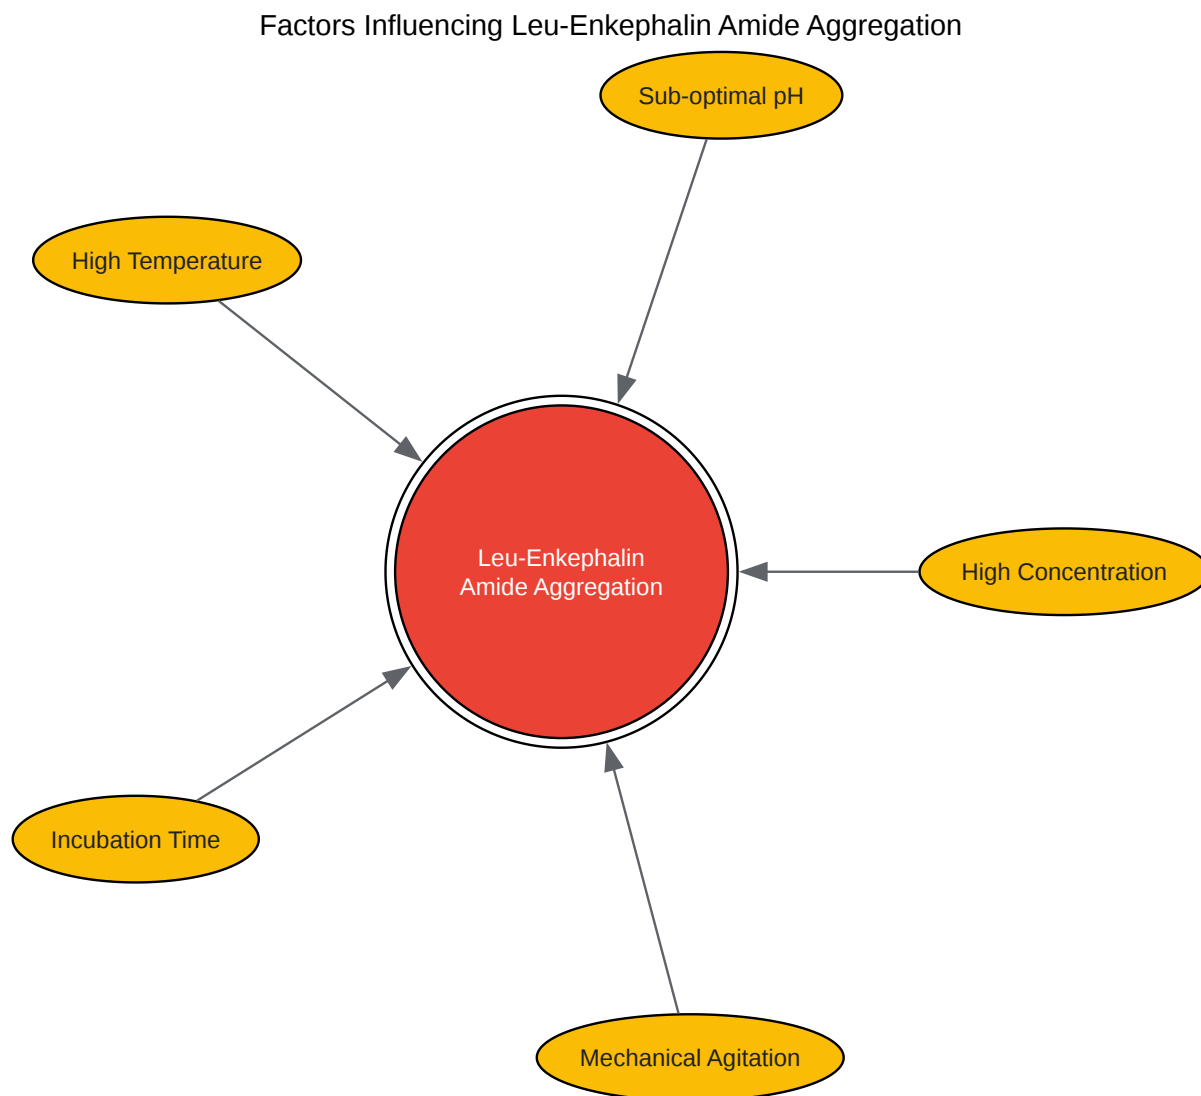 Factors Influencing Leu-Enkephalin Amide Aggregation
Sub-optimal pH
High Temperature
Leu-Enkephalin
Amide Aggregation
High Concentration
Incubation Time
Mechanical Agitation